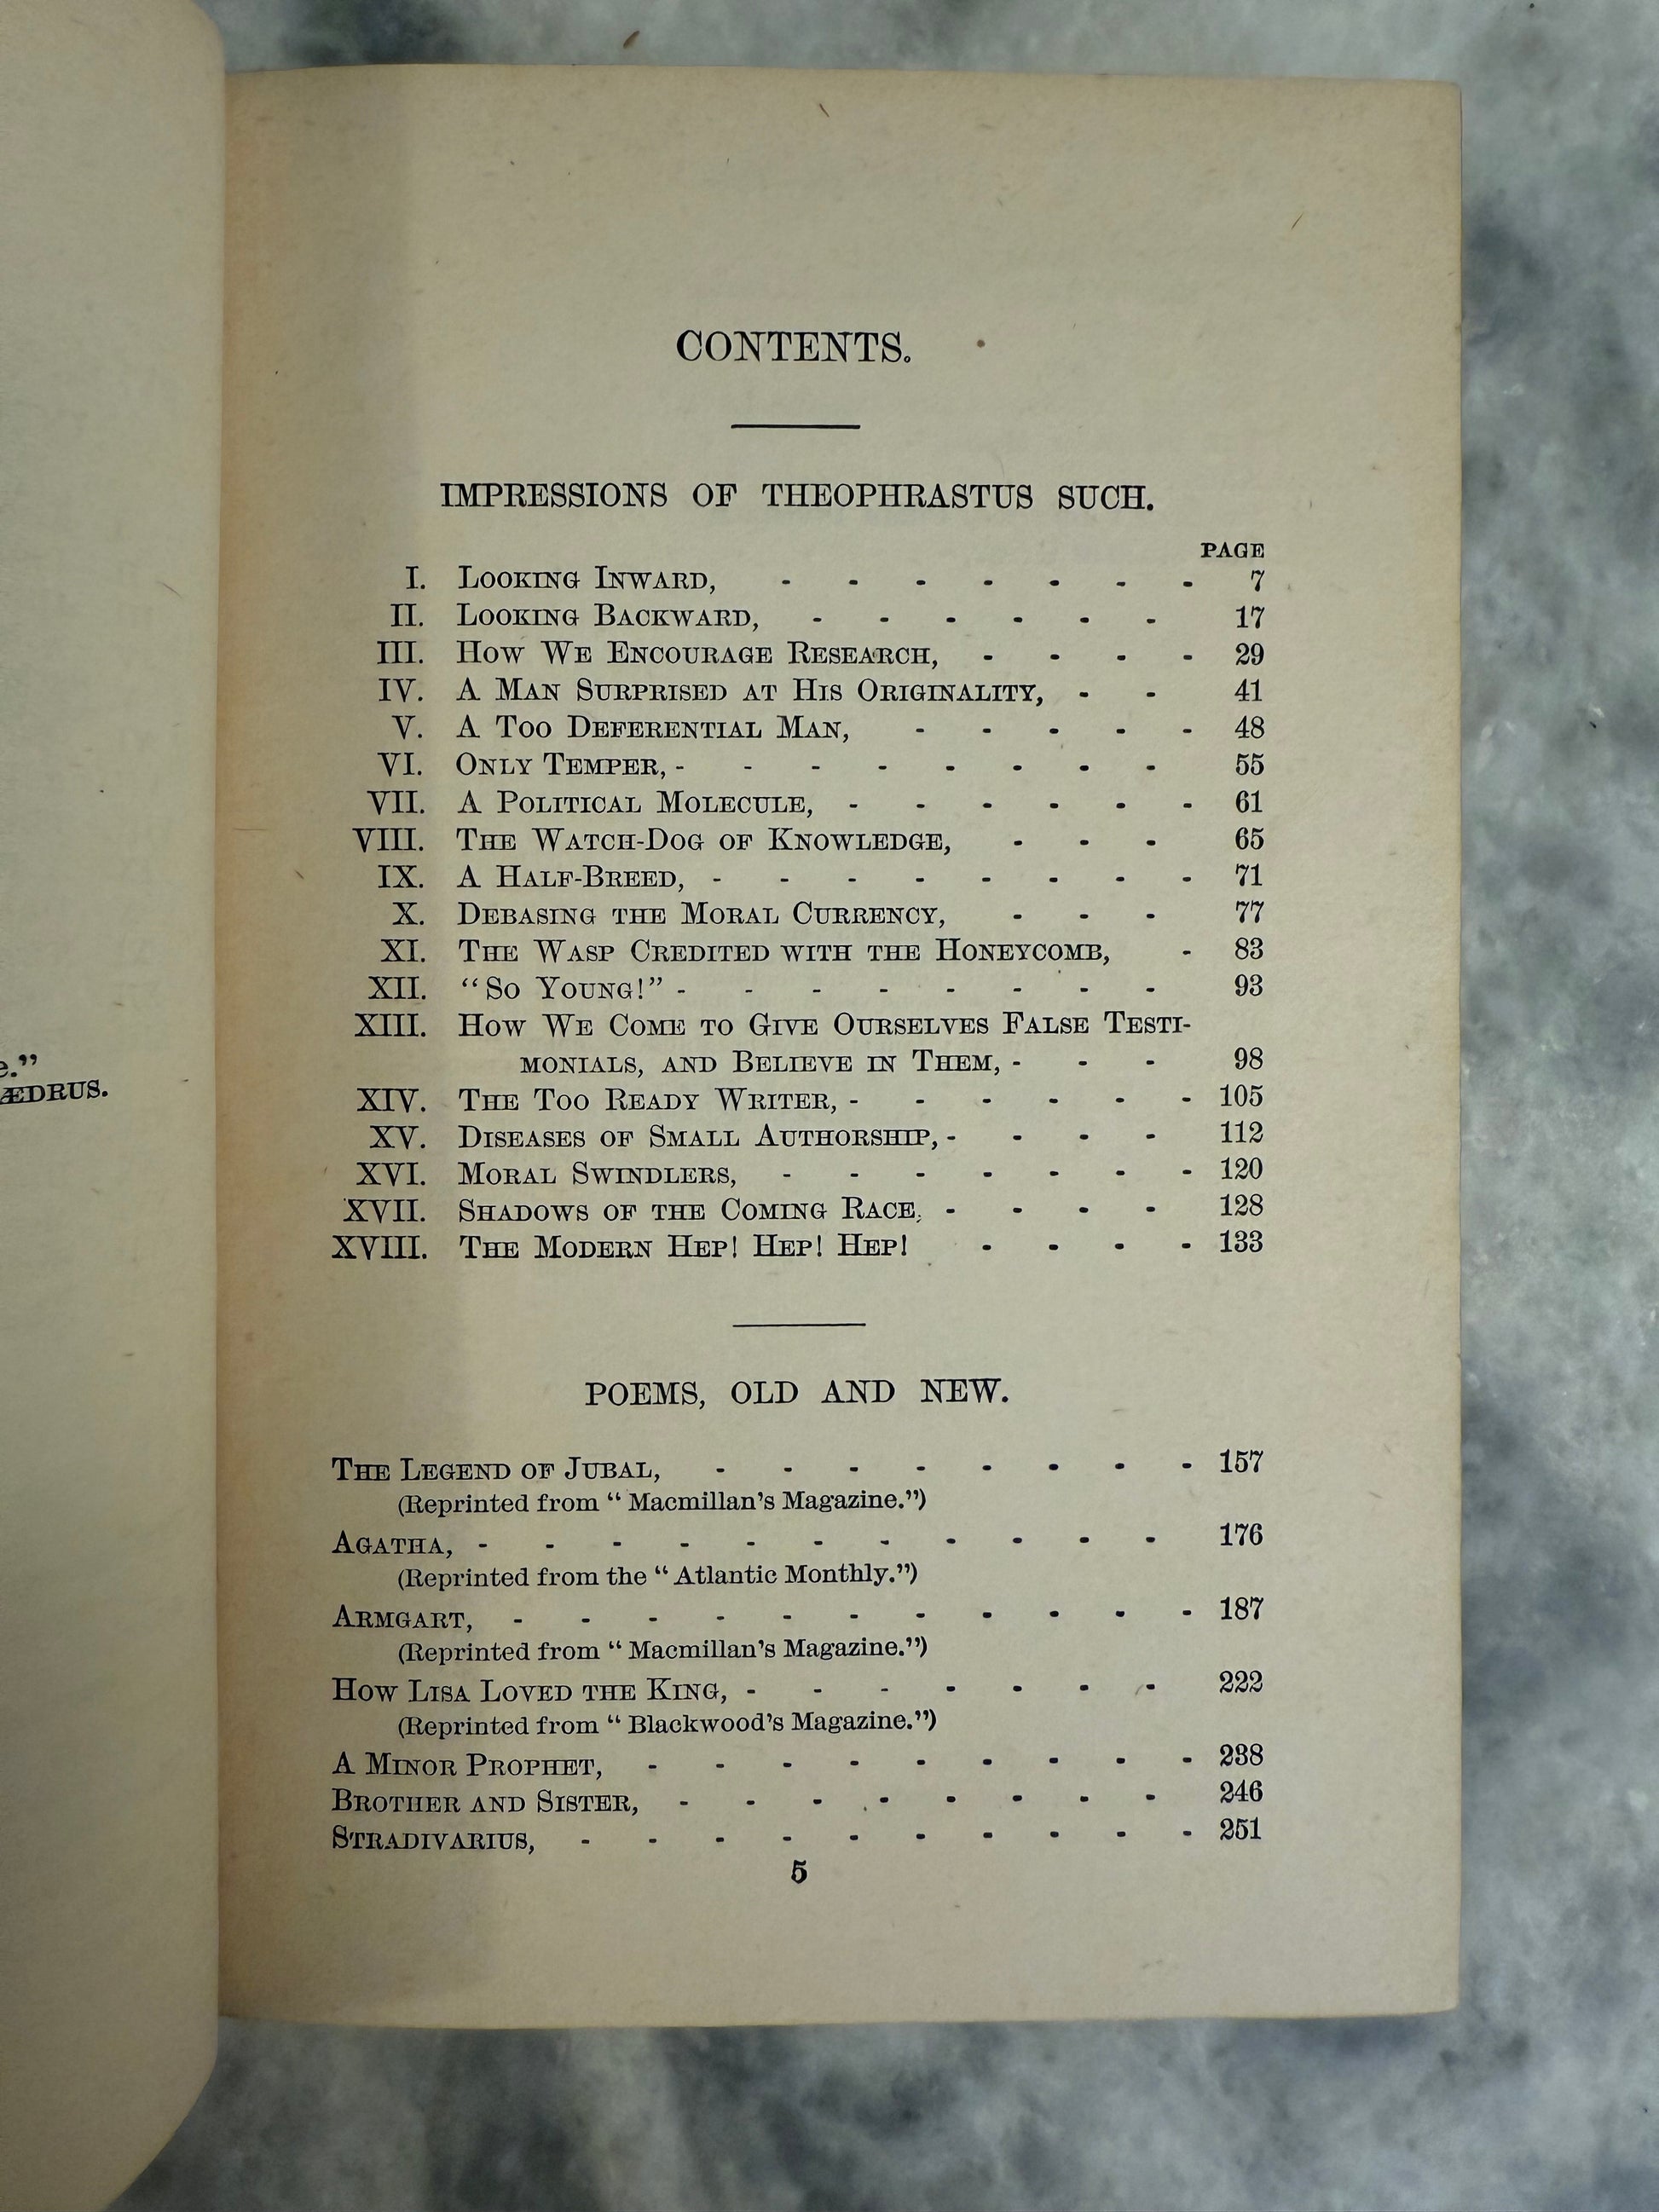 e.”
ÆDRUS.
CONTENTS.
IMPRESSIONS OF THEOPHRASTUS SUCH.
PAGE
I. LOOKING INWARD, - - - - - - - 7
II. LOOKING BACKWARD, - - - - - - 17
III. HOW WE ENCOURAGE RESEARCH, - - - - 29
IV. A MAN SURPRISED AT HIS ORIGINALITY, - - 41
V. A TOO DEFERENTIAL MAN, - - - - - 48
VI. ONLY TEMPER, - - - - - - - - 55
VII. A POLITICAL MOLECULE, - - - - - - 61
VIII. THE WATCH-DOG OF KNOWLEDGE, - - - 65
IX. A HALF-BREED, - - - - - - - - 71
X. DEBASING THE MORAL CURRENCY, - - - 77
XI. THE WASP CREDITED WITH THE HONEYCOMB, - 83
XII. “SO YOUNG!” - - - - - - - - 93
XIII. HOW WE COME TO GIVE OURSELVES FALSE TESTI-
MONIALS, AND BELIEVE IN THEM, - - - 98
XIV. THE TOO READY WRITER, - - - - - - 105
XV. DISEASES OF SMALL AUTHORSHIP, - - - - 112
XVI. MORAL SWINDLERS, - - - - - - - 120
XVII. SHADOWS OF THE COMING RACE, - - - - 128
XVIII. THE MODERN HEP! HEP! HEP! - - - - 133
POEMS, OLD AND NEW.
THE LEGEND OF JUBAL, - - - - - - - - 157
(Reprinted from “Macmillan’s Magazine.”)
AGATHA, - - - - - - - - - - - 176
(Reprinted from the “Atlantic Monthly.”)
ARMGART, - - - - - - - - - - - 187
(Reprinted from “Macmillan’s Magazine.”)
HOW LISA LOVED THE KING, - - - - - - - 222
(Reprinted from “Blackwood’s Magazine.”)
A MINOR PROPHET, - - - - - - - - - 238
BROTHER AND SISTER, - - - - - - - - 246
STRADIVARIUS, - - - - - - - - - - 251
5